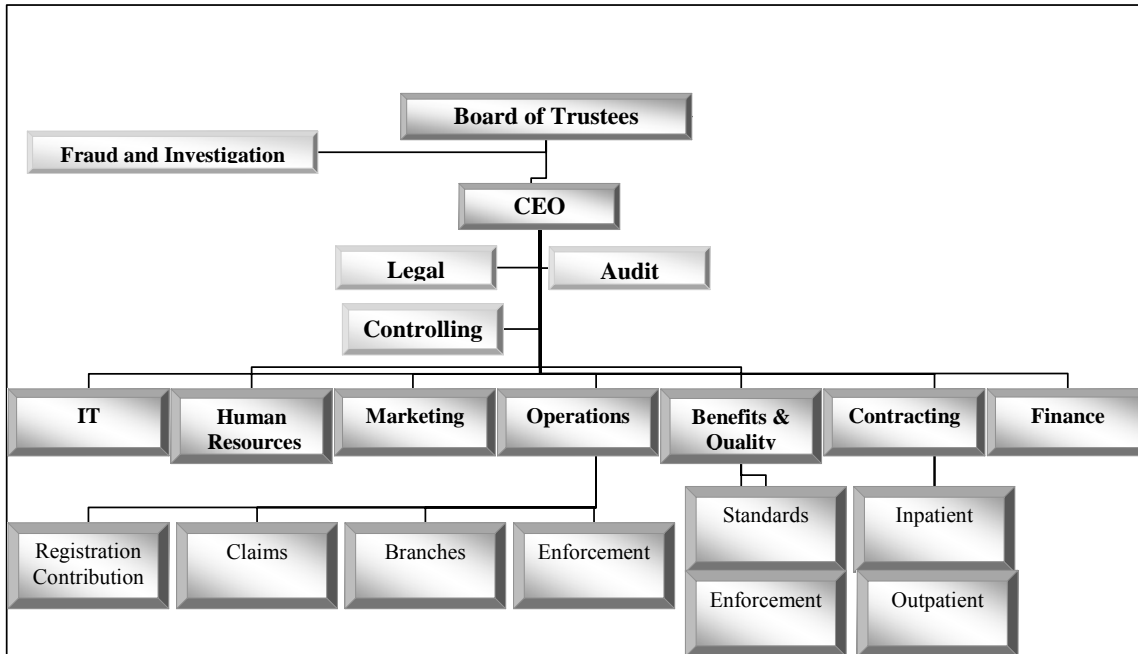 Board of Trustees
Fraud and Investigation
CEO
Legal
Audit
Controlling
IT
Human
Resources
Marketing
Operations
Benefits &
Quality
Contracting
Finance
Registration
Contribution
Claims
Branches
Enforcement
Standards
Inpatient
Enforcement
Outpatient